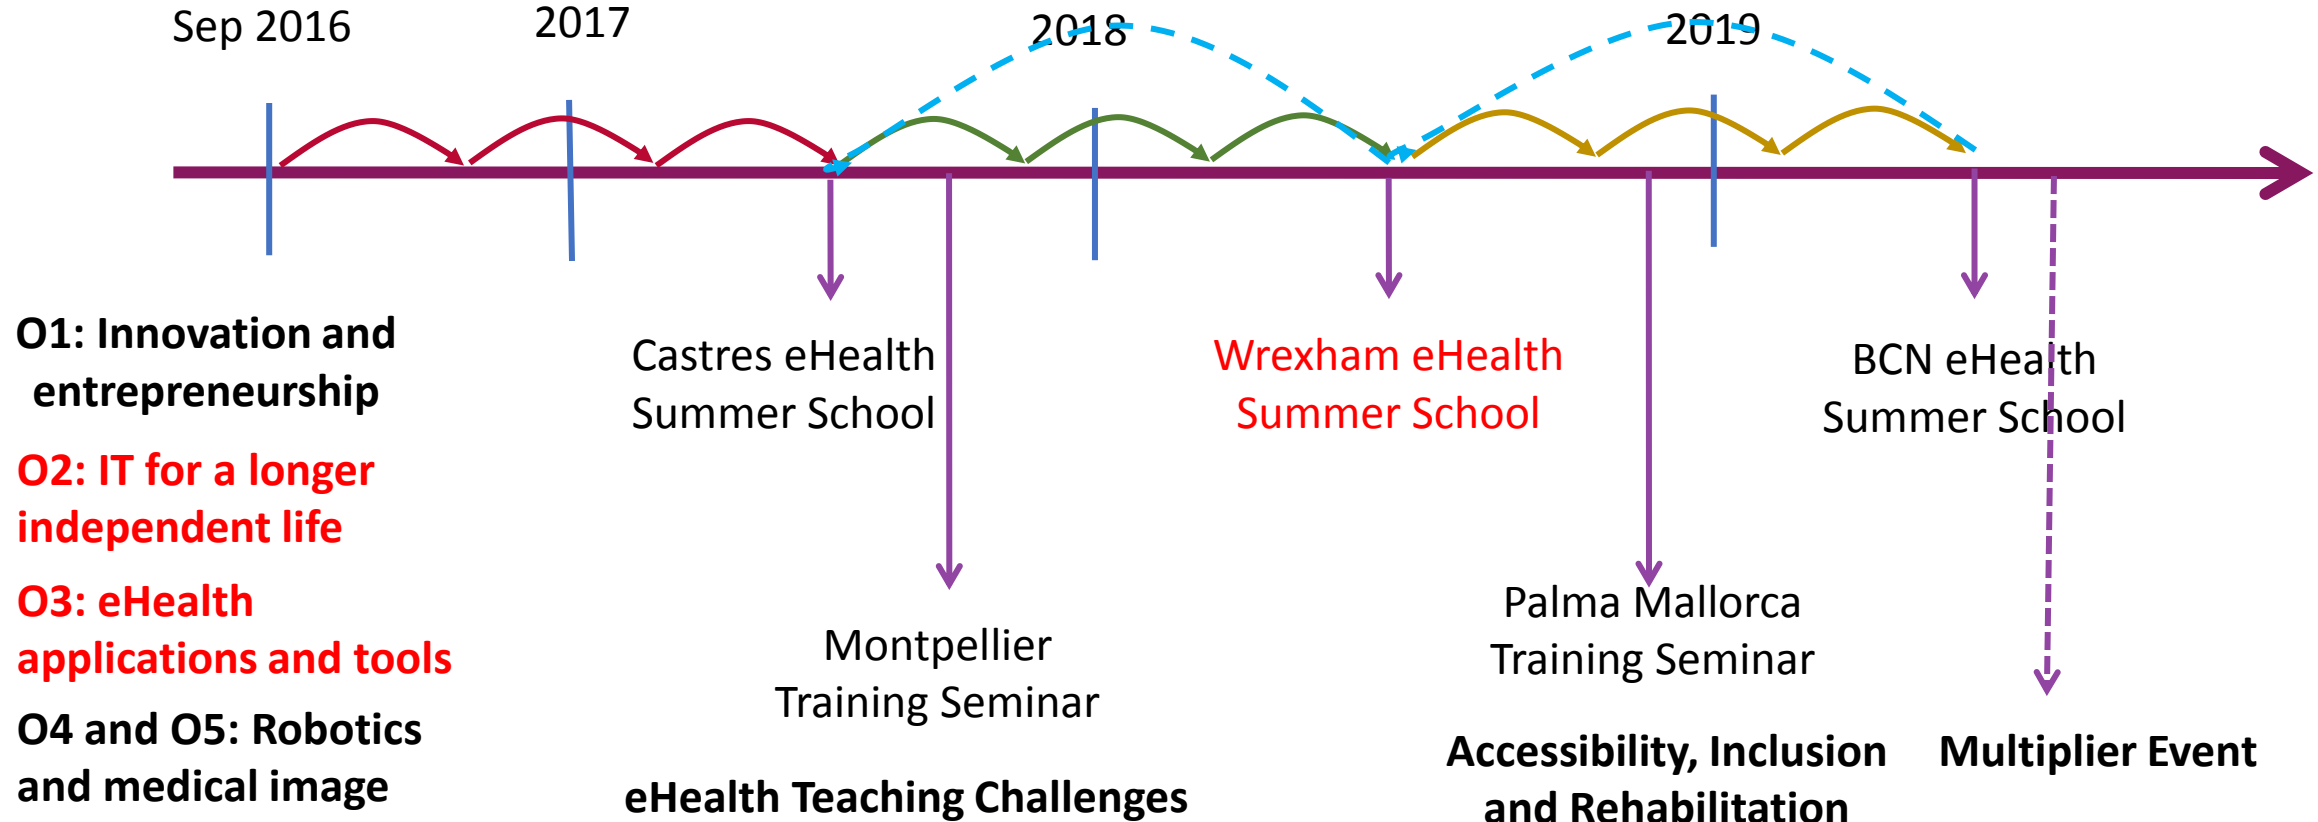 Sep 2016
2017
2018
2019
O1: Innovation and
entrepreneurship
O2: IT for a longer
independent life
O3: eHealth
applications and tools
O4 and O5: Robotics
and medical image
Castres eHealth
Summer School
Montpellier
Training Seminar
eHealth Teaching Challenges
Wrexham eHealth
Summer School
Palma Mallorca
Training Seminar
Accessibility, Inclusion
and Rehabilitation
BCN eHealth
Summer School
Multiplier Event